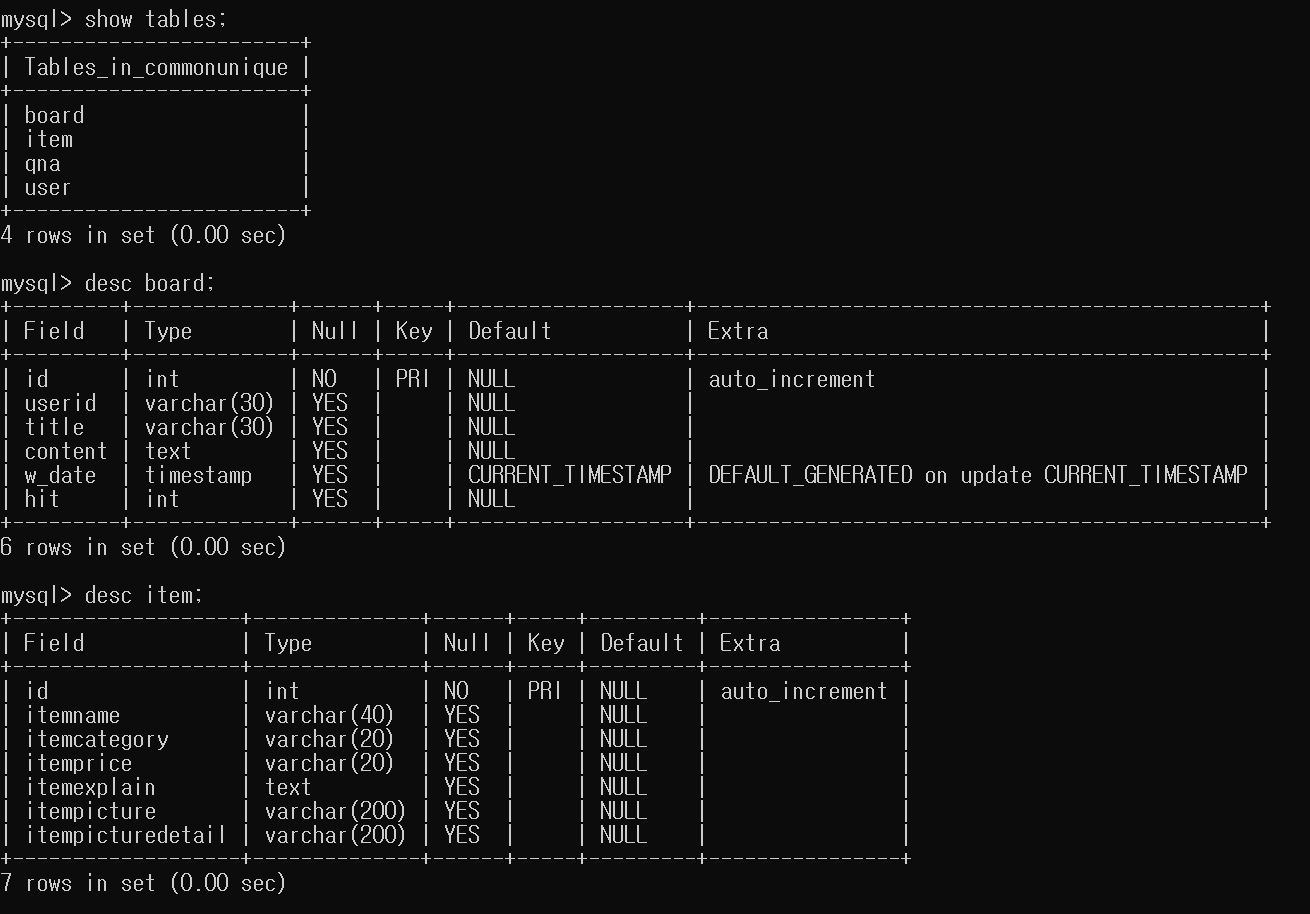 mysql> show tables;
+------------------------+
| Tables_in_commonunique |
+------------------------+
| board                  |
| item                   |
| qna                    |
| user                   |
+------------------------+
4 rows in set (0.00 sec)

mysql> desc board;
+---------+-------------+------+-----+-------------------+-----------------------------------------------+
| Field   | Type        | Null | Key | Default           | Extra                                         |
+---------+-------------+------+-----+-------------------+-----------------------------------------------+
| id      | int         | NO   | PRI | NULL              | auto_increment                                |
| userid  | varchar(30) | YES  |     | NULL              |                                               |
| title   | varchar(30) | YES  |     | NULL              |                                               |
| content | text        | YES  |     | NULL              |                                               |
| w_date  | timestamp   | YES  |     | CURRENT_TIMESTAMP | DEFAULT_GENERATED on update CURRENT_TIMESTAMP |
| hit     | int         | YES  |     | NULL              |                                               |
+---------+-------------+------+-----+-------------------+-----------------------------------------------+
6 rows in set (0.00 sec)

mysql> desc item;
+-------------------+--------------+------+-----+---------+----------------+
| Field             | Type         | Null | Key | Default | Extra          |
+-------------------+--------------+------+-----+---------+----------------+
| id                | int          | NO   | PRI | NULL    | auto_increment |
| itemname          | varchar(40)  | YES  |     | NULL    |                |
| itemcategory      | varchar(20)  | YES  |     | NULL    |                |
| itemprice         | varchar(20)  | YES  |     | NULL    |                |
| itemexplain       | text         | YES  |     | NULL    |                |
| itempicture       | varchar(200) | YES  |     | NULL    |                |
| itempicturedetail | varchar(200) | YES  |     | NULL    |                |
+-------------------+--------------+------+-----+---------+----------------+
7 rows in set (0.00 sec)